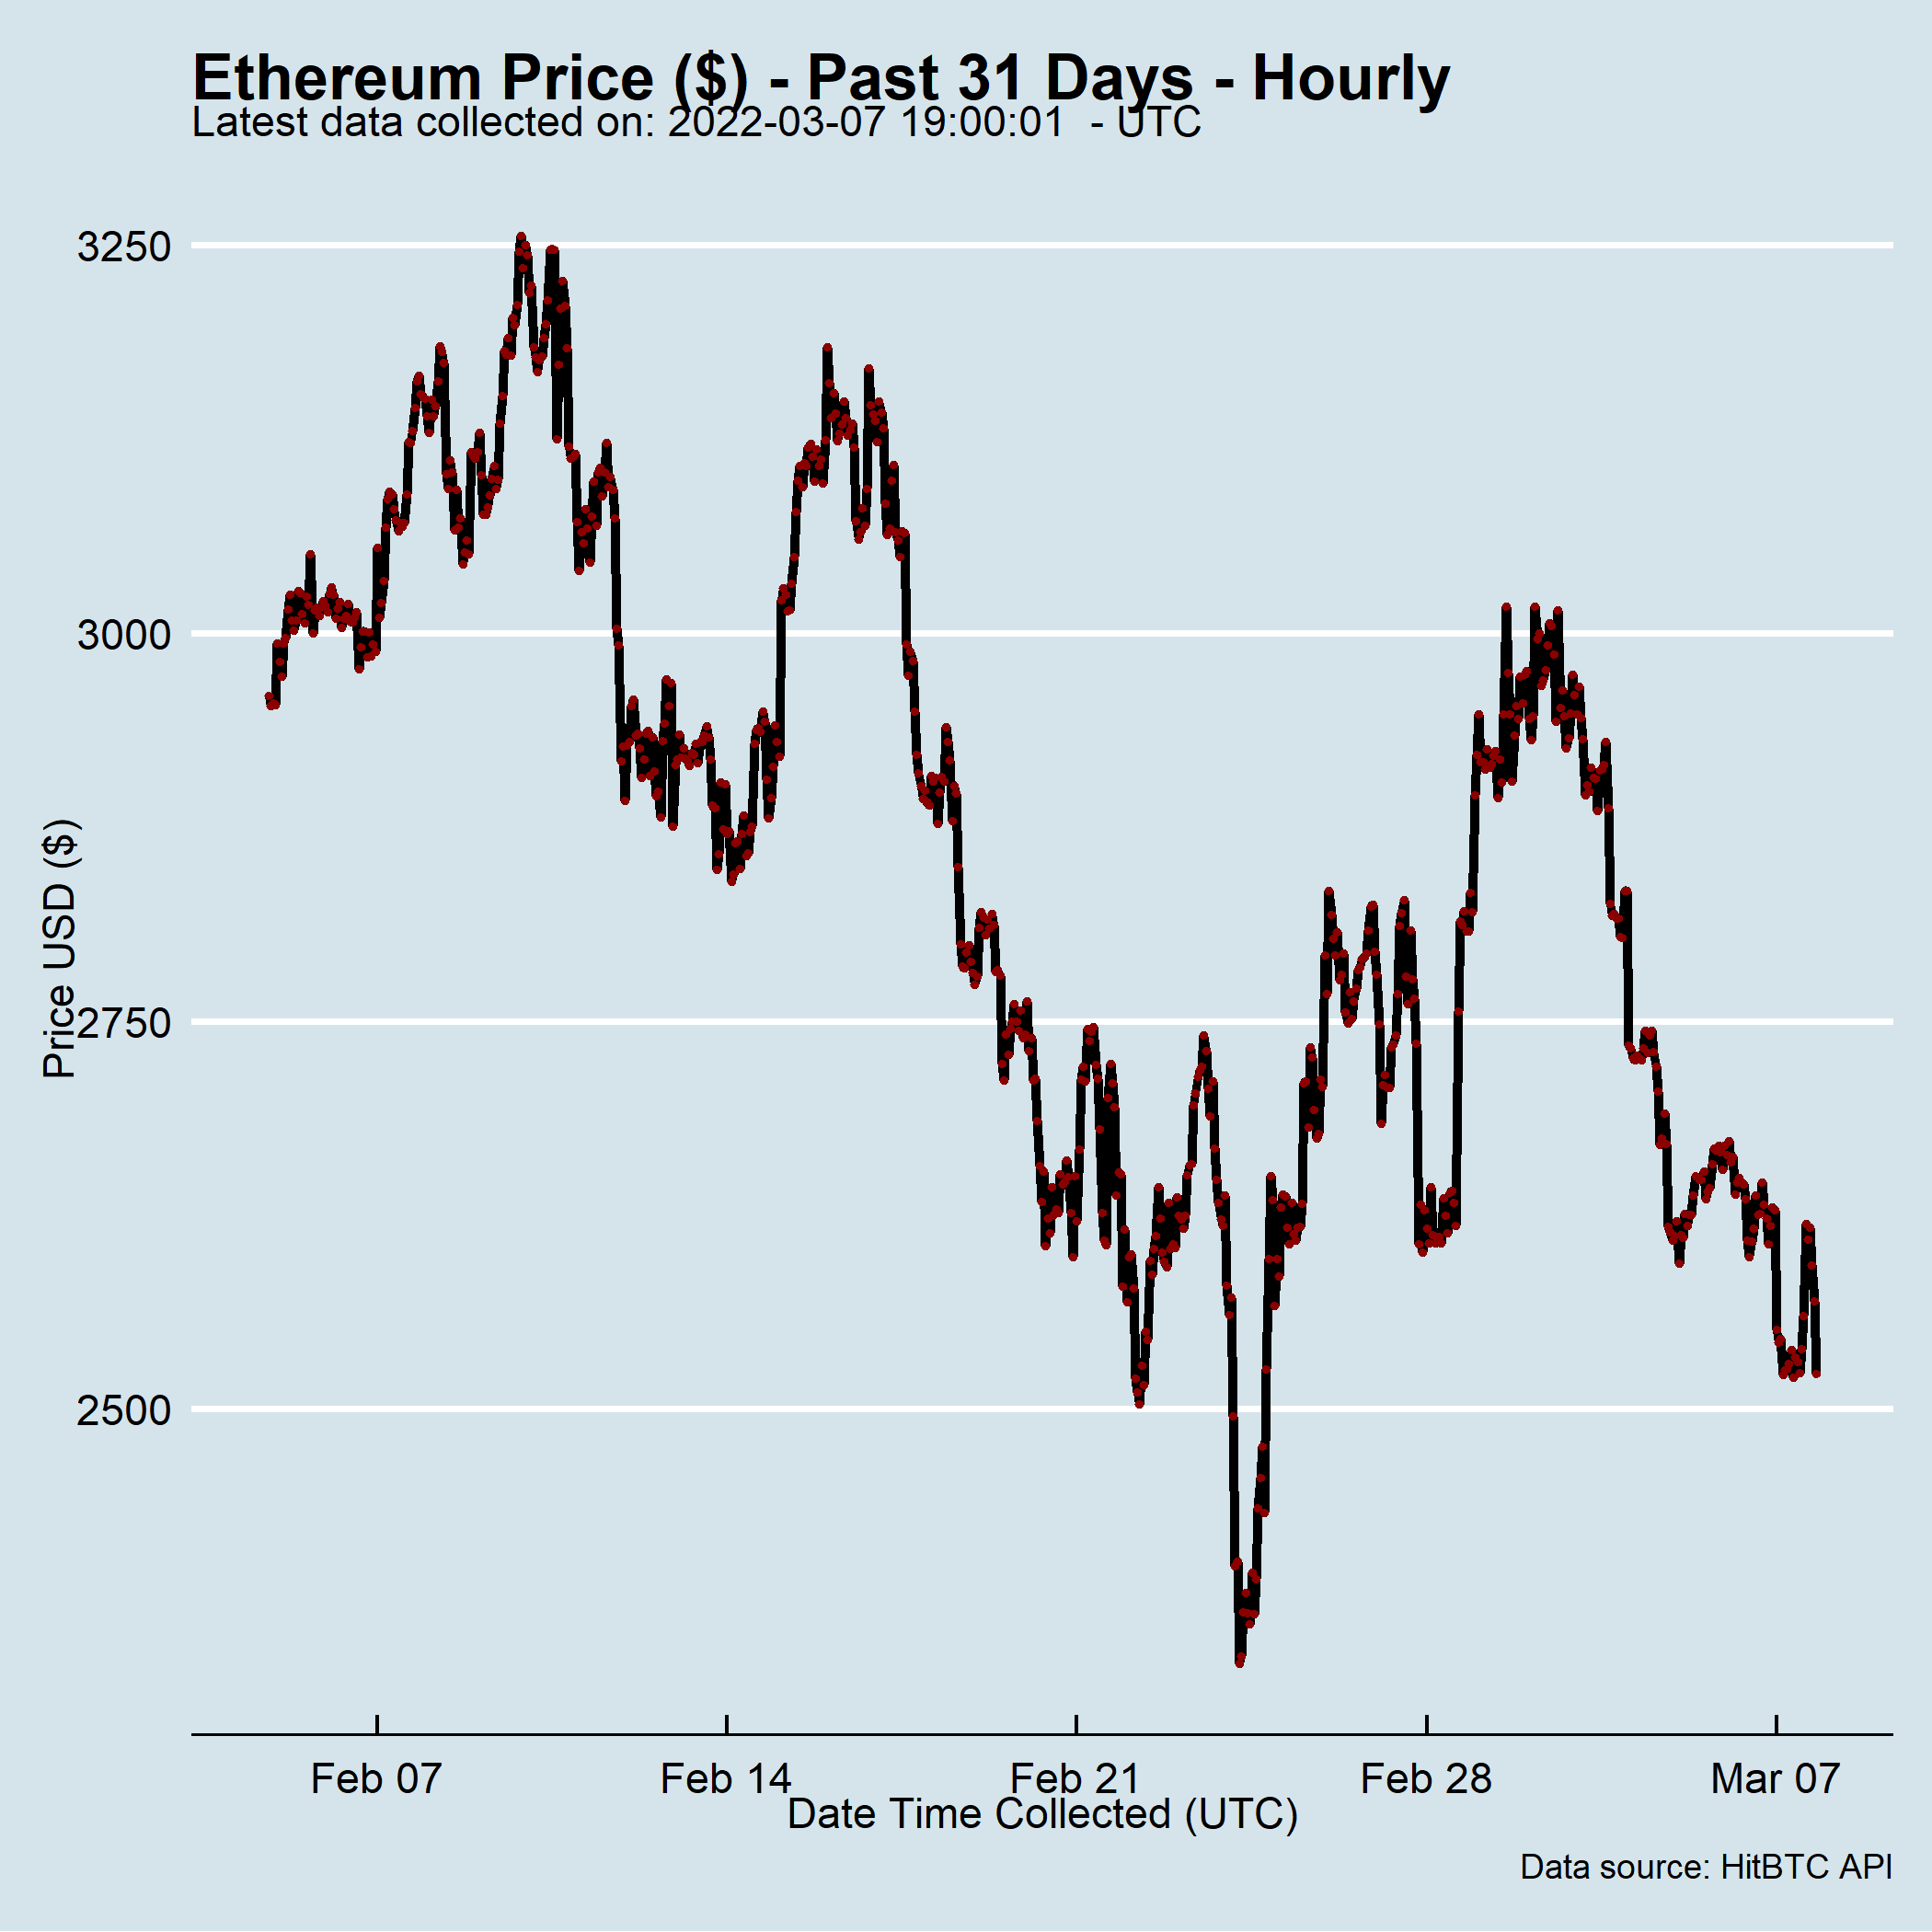 Ethereum Price ($) - Past 31 Days - Hourly
Latest data collected on: 2022-03-07 19:00:01  - UTC
Price USD ($)
3250
3000
2750
2500
Feb 07 Feb 14 Feb 21 Feb 28 Mar 07
Date Time Collected (UTC)
Data source: HitBTC API